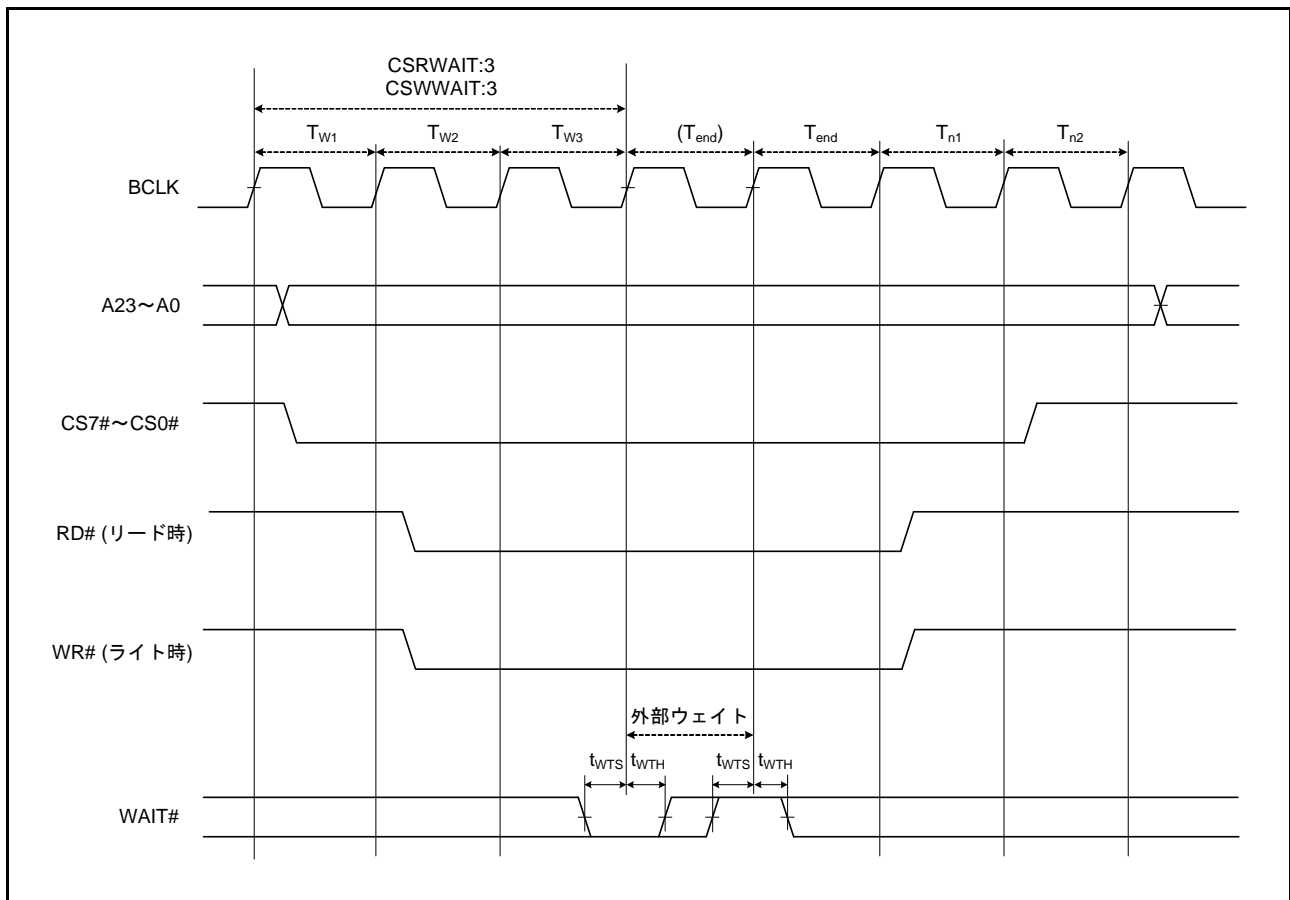 CSRWAIT:3
CSWWAIT:3
TW1 TW2 TW3 (Tend) Tend Tn1 Tn2
BCLK
A23～A0
CS7#～CS0#
RD# (リード時)
WR# (ライト時)
外部ウェイト
tWTS tWTH tWTS tWTH
WAIT#